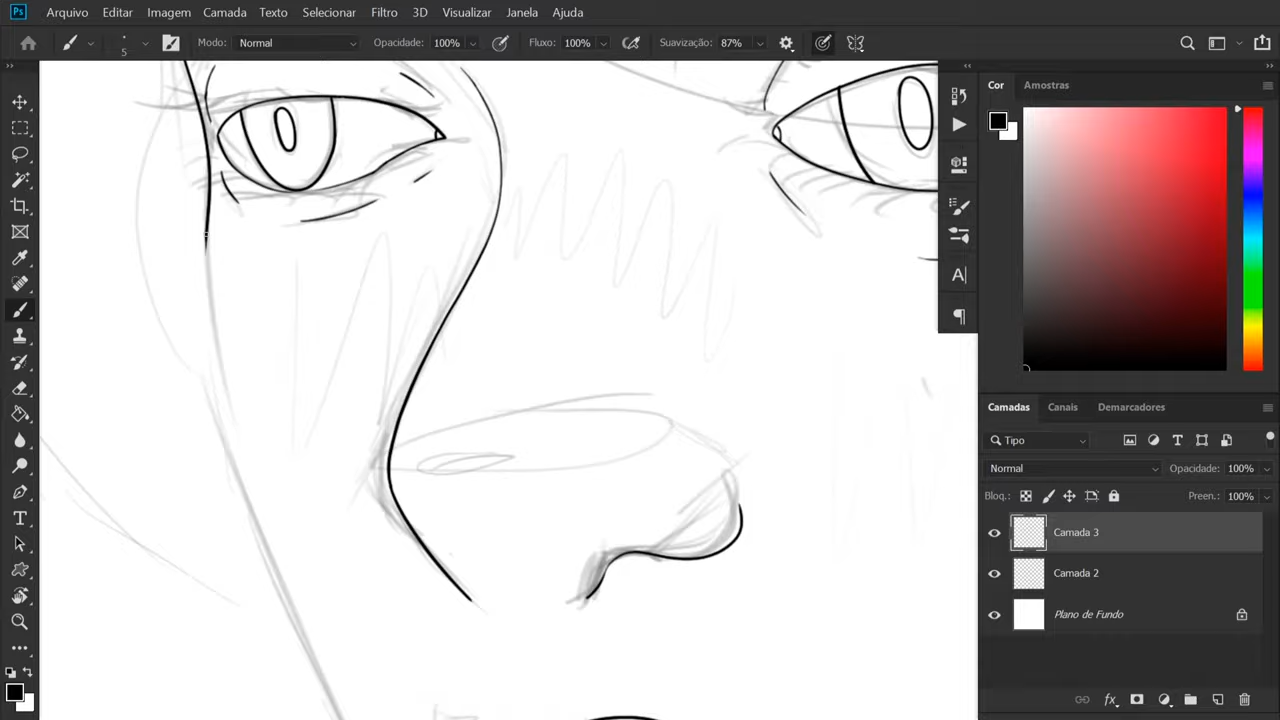 Ps Arquivo Editar Imagem Camada Texto Selecionar Filtro 3D Visualizar Janela Ajuda
5 Modo: Normal Opacidade: 100% Fluxo: 100% Suavização: 87%
Cor Amostras
Camadas Canais Demarcadores
Tipo
Normal Opacidade: 100%
Bloq.: Preen.: 100%
Camada 3
Camada 2
Plano de Fundo
fx